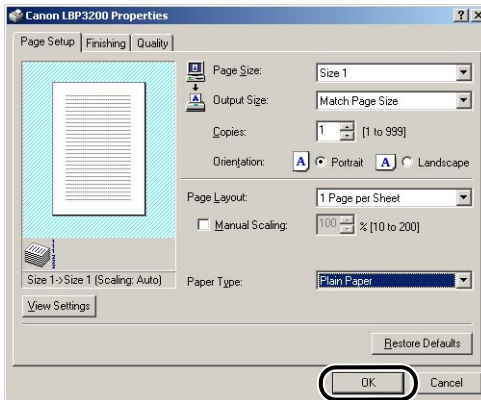 Canon LBP3200 Properties
Page Setup Finishing Quality
Page Size: Size 1
Output Size: Match Page Size
Copies: 1 [1 to 999]
Orientation: A Portrait A Landscape
Page Layout: 1 Page per Sheet
Manual Scaling: 100 % [10 to 200]
Size 1->Size 1 (Scaling: Auto) Paper Type: Plain Paper
View Settings
Restore Defaults
OK Cancel